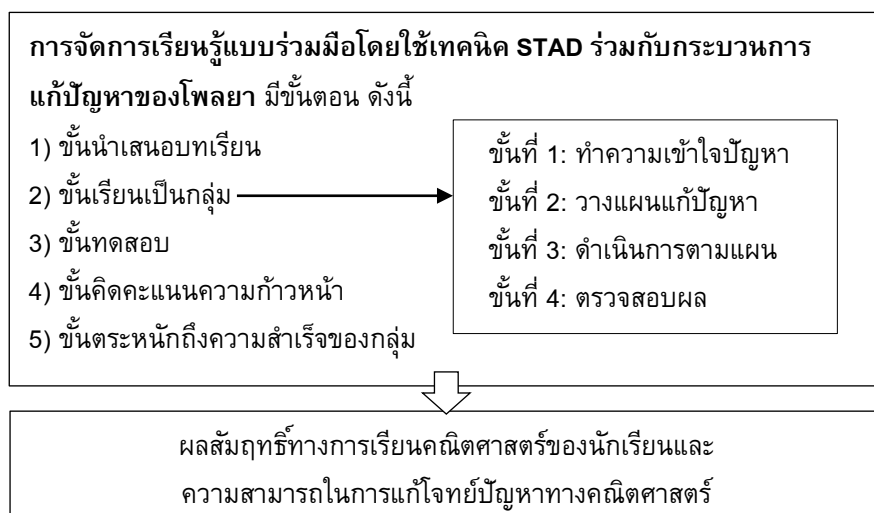 การจัดการเรียนรู้แบบร่วมมือโดยใช้เทคนิค STAD ร่วมกับกระบวนการ
แก้ปัญหาของโพลยา มีขั้นตอน ดังนี้
1) ขั้นนำเสนอบทเรียน
2) ขั้นเรียนเป็นกลุ่ม
3) ขั้นทดสอบ
4) ขั้นคิดคะแนนความก้าวหน้า
5) ขั้นตระหนักถึงความสำเร็จของกลุ่ม
ขั้นที่ 1: ทำความเข้าใจปัญหา
ขั้นที่ 2: วางแผนแก้ปัญหา
ขั้นที่ 3: ดำเนินการตามแผน
ขั้นที่ 4: ตรวจสอบผล
ผลสัมฤทธิ์ทางการเรียนคณิตศาสตร์ของนักเรียนและ
ความสามารถในการแก้โจทย์ปัญหาทางคณิตศาสตร์